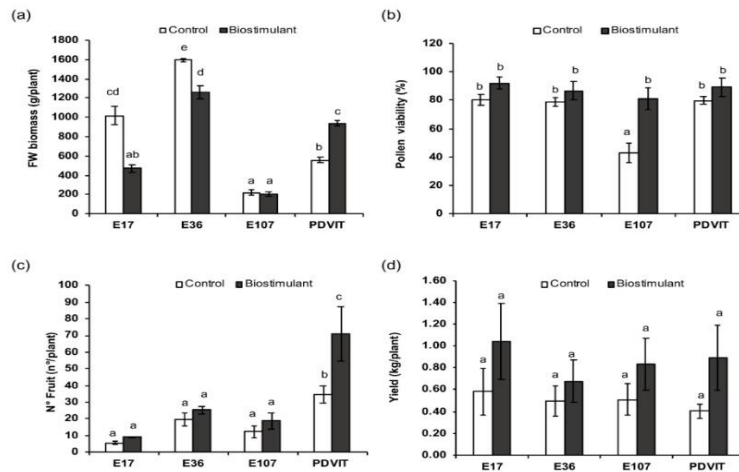 (a)
Control Biostimulant
FW biomass (g/plant)
1800
1600
1400
1200
1000
800
600
400
200
0
cd
ab
e
d
a
a
b
c
E17 E36 E107 PDVIT
(b)
Control Biostimulant
Pollen viability (%)
120
100
80
60
40
20
0
b
b
b
b
a
b
b
b
E17 E36 E107 PDVIT
(c)
Control Biostimulant
N° Fruit (n°/plant)
100
90
80
70
60
50
40
30
20
10
0
a
a
a
a
a
a
b
c
E17 E36 E107 PDVIT
(d)
Control Biostimulant
Yield (kg/plant)
1.60
1.40
1.20
1.00
0.80
0.60
0.40
0.20
0.00
a
a
a
a
a
a
a
a
E17 E36 E107 PDVIT